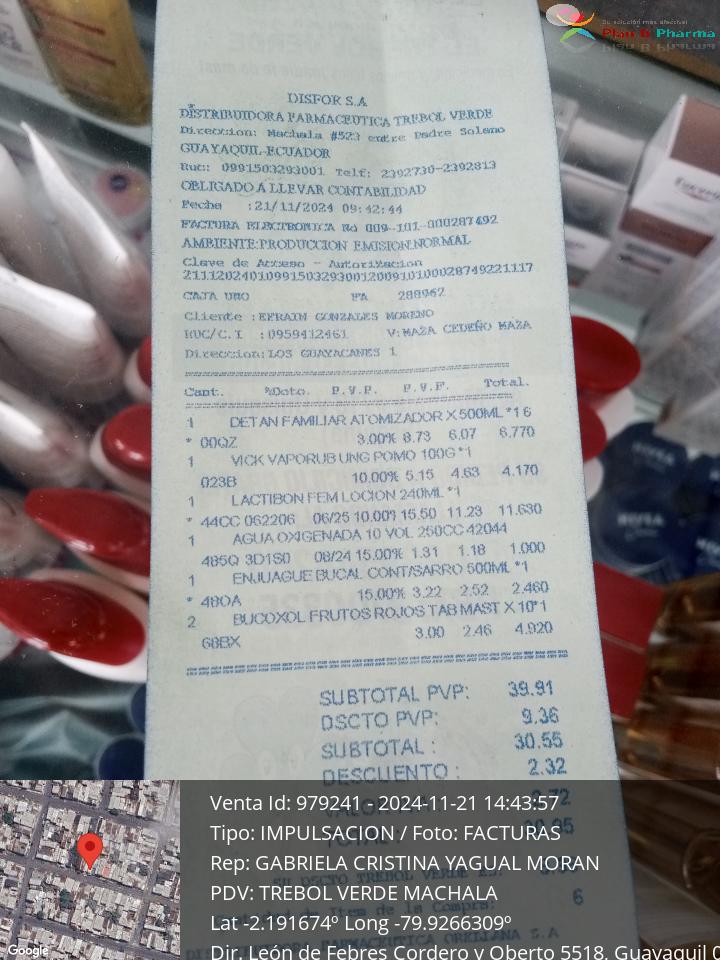 Su solución más efectiva!
Plan B Pharma
DISFOR S.A
DISTRIBUIDORA FARMACEUTICA TREBOL VERDE
Direccion: Machala #523 entre Padre Solano
GUAYAQUIL-ECUADOR
Ruc: 0991503293001 Telf: 2392730-2392813
OBLIGADO A LLEVAR CONTABILIDAD
Fecha :21/11/2024 09:42:44
FACTURA ELECTRONICA No 009-101-000287492
AMBIENTE:PRODUCCION EMISION:NORMAL
Clave de Acceso - Autorizacion
CAJA UNO FA 288962
Cliente :EFRAIN GONZALES MORENO
RUC/C.I :0959412461 V:MAZA CEDEÑO MAZA
Direccion:LOS GUAYACANES 1
Cant. %Dcto. P.V.P. P.V.F. Total.
1 DETAN FAMILIAR ATOMIZADOR X 500ML *1 6
* 00QZ 3.00% 8.73 6.07 6.770
1 VICK VAPORUB UNG POMO 100G *1
023B 10.00% 5.15 4.63 4.170
1 LACTIBON FEM LOCION 240ML *1
* 44CC 062206 06/25 10.00% 15.50 11.23 11.630
1 AGUA OXIGENADA 10 VOL 250CC 42044
485Q 3D1S0 08/24 15.00% 1.31 1.18 1.000
1 ENJUAGUE BUCAL CONT/SARRO 500ML *1
* 480A 15.00% 3.22 2.52 2.460
2 BUCOXOL FRUTOS ROJOS TAB MAST X 10*1
68BX 3.00 2.46 4.920
SUBTOTAL PVP: 39.91
DSCTO PVP: 9.36
SUBTOTAL : 30.55
DESCUENTO : 2.32
Venta Id: 979241 - 2024-11-21 14:43:57
Tipo: IMPULSACION / Foto: FACTURAS
Rep: GABRIELA CRISTINA YAGUAL MORAN
PDV: TREBOL VERDE MACHALA
6
Lat -2.191674º Long -79.9266309º
Dir. León de Febres Cordero y Oberto 5518, Guayaquil
Google
NIVEA
Eucerin